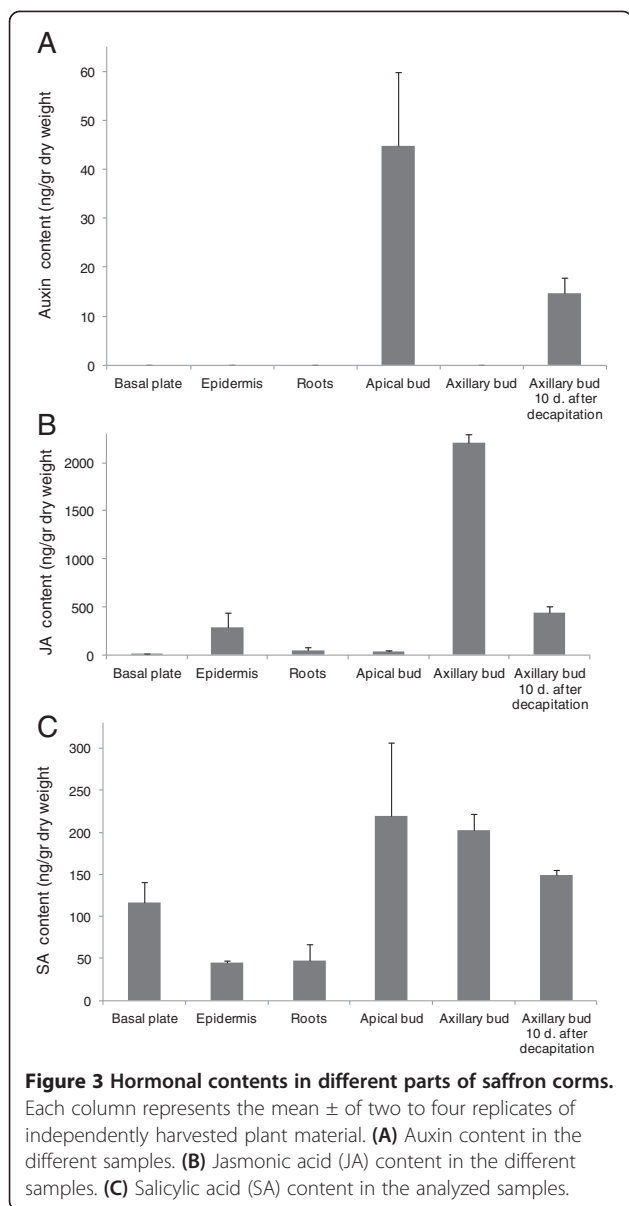 A
Auxin content (ng/gr dry weight
60
50
40
30
20
10
0
Basal plate Epidermis Roots Apical bud Axillary bud Axillary bud
10 d. after
decapitation
B
JA content (ng/gr dry weight
2000
1500
1000
500
0
Basal plate Epidermis Roots Apical bud Axillary bud Axillary bud
10 d. after
decapitation
C
SA content (ng/gr dry weight
300
250
200
150
100
50
0
Basal plate Epidermis Roots Apical bud Axillary bud Axillary bud
10 d. after
decapitation
Figure 3 Hormonal contents in different parts of saffron corms.
Each column represents the mean ± of two to four replicates of
independently harvested plant material. (A) Auxin content in the
different samples. (B) Jasmonic acid (JA) content in the different
samples. (C) Salicylic acid (SA) content in the analyzed samples.